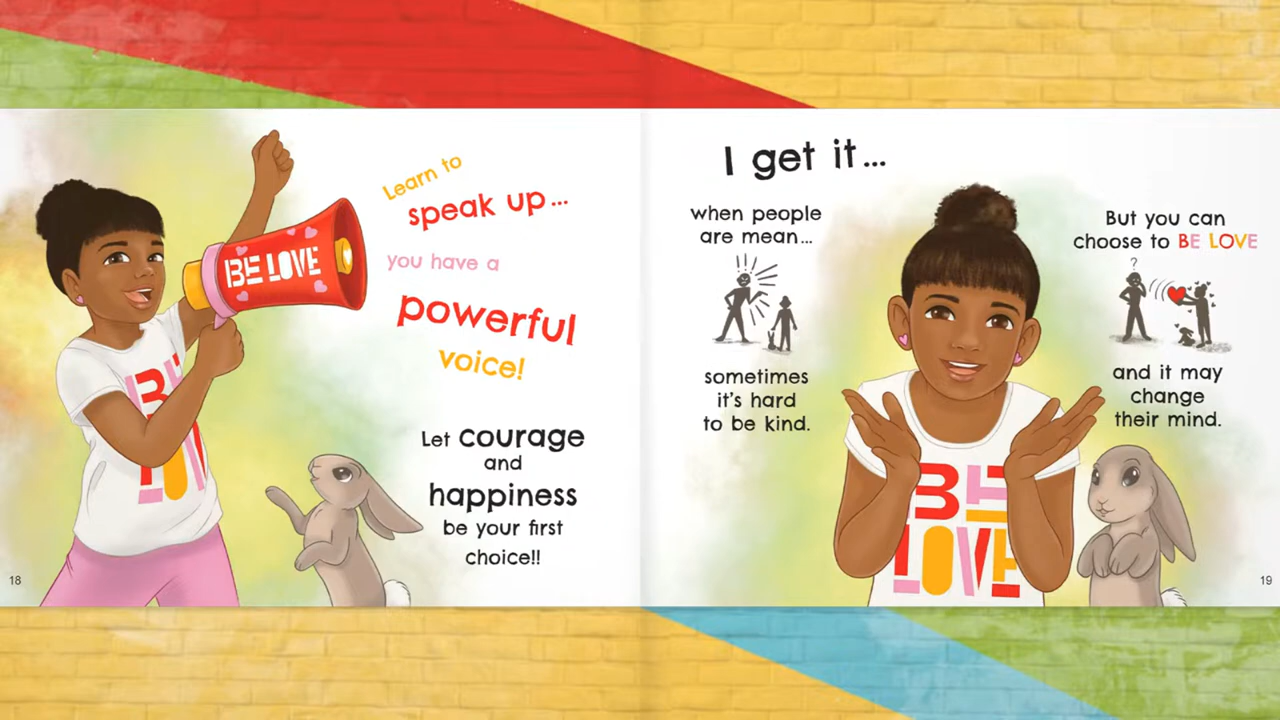 Learn to
speak up...
you have a
powerful
voice!
BE LOVE
BE
LOV
Let courage
and
happiness
be your first
choice!!
18
I get it...
when people
are mean...
sometimes
it's hard
to be kind.
But you can
choose to BE LOVE
?
and it may
change
their mind.
BE
LOVE
19